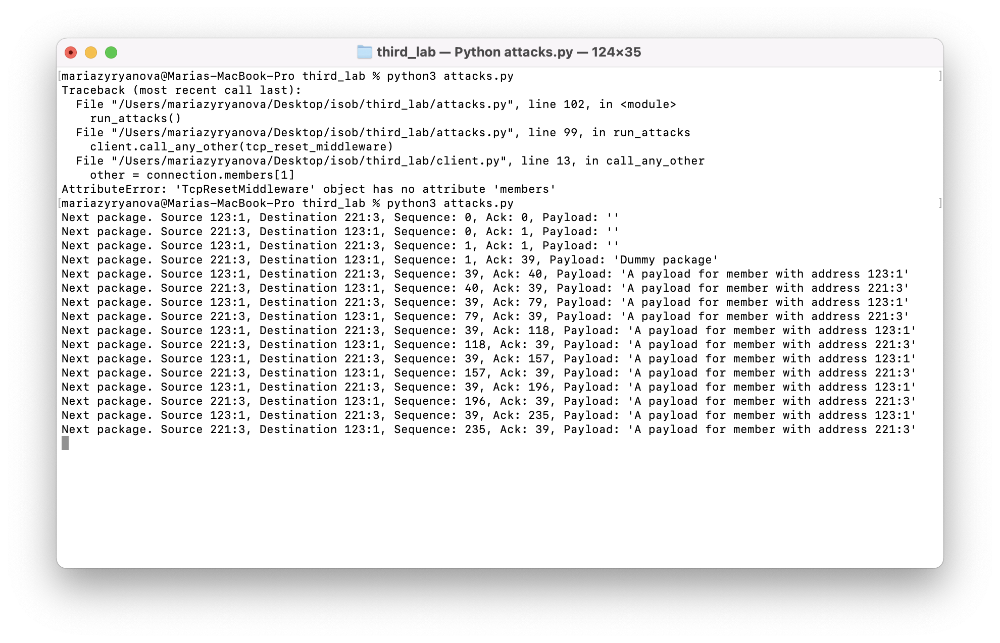 third_lab — Python attacks.py — 124×35
[mariazyryanova@Marias-MacBook-Pro third_lab % python3 attacks.py ]
Traceback (most recent call last):
  File "/Users/mariazyryanova/Desktop/isob/third_lab/attacks.py", line 102, in <module>
    run_attacks()
  File "/Users/mariazyryanova/Desktop/isob/third_lab/attacks.py", line 99, in run_attacks
    client.call_any_other(tcp_reset_middleware)
  File "/Users/mariazyryanova/Desktop/isob/third_lab/client.py", line 13, in call_any_other
    other = connection.members[1]
AttributeError: 'TcpResetMiddleware' object has no attribute 'members'
[mariazyryanova@Marias-MacBook-Pro third_lab % python3 attacks.py ]
Next package. Source 123:1, Destination 221:3, Sequence: 0, Ack: 0, Payload: ''
Next package. Source 221:3, Destination 123:1, Sequence: 0, Ack: 1, Payload: ''
Next package. Source 123:1, Destination 221:3, Sequence: 1, Ack: 1, Payload: ''
Next package. Source 221:3, Destination 123:1, Sequence: 1, Ack: 39, Payload: 'Dummy package'
Next package. Source 123:1, Destination 221:3, Sequence: 39, Ack: 40, Payload: 'A payload for member with address 123:1'
Next package. Source 221:3, Destination 123:1, Sequence: 40, Ack: 39, Payload: 'A payload for member with address 221:3'
Next package. Source 123:1, Destination 221:3, Sequence: 39, Ack: 79, Payload: 'A payload for member with address 123:1'
Next package. Source 221:3, Destination 123:1, Sequence: 79, Ack: 39, Payload: 'A payload for member with address 221:3'
Next package. Source 123:1, Destination 221:3, Sequence: 39, Ack: 118, Payload: 'A payload for member with address 123:1'
Next package. Source 221:3, Destination 123:1, Sequence: 118, Ack: 39, Payload: 'A payload for member with address 221:3'
Next package. Source 123:1, Destination 221:3, Sequence: 39, Ack: 157, Payload: 'A payload for member with address 123:1'
Next package. Source 221:3, Destination 123:1, Sequence: 157, Ack: 39, Payload: 'A payload for member with address 221:3'
Next package. Source 123:1, Destination 221:3, Sequence: 39, Ack: 196, Payload: 'A payload for member with address 123:1'
Next package. Source 221:3, Destination 123:1, Sequence: 196, Ack: 39, Payload: 'A payload for member with address 221:3'
Next package. Source 123:1, Destination 221:3, Sequence: 39, Ack: 235, Payload: 'A payload for member with address 123:1'
Next package. Source 221:3, Destination 123:1, Sequence: 235, Ack: 39, Payload: 'A payload for member with address 221:3'